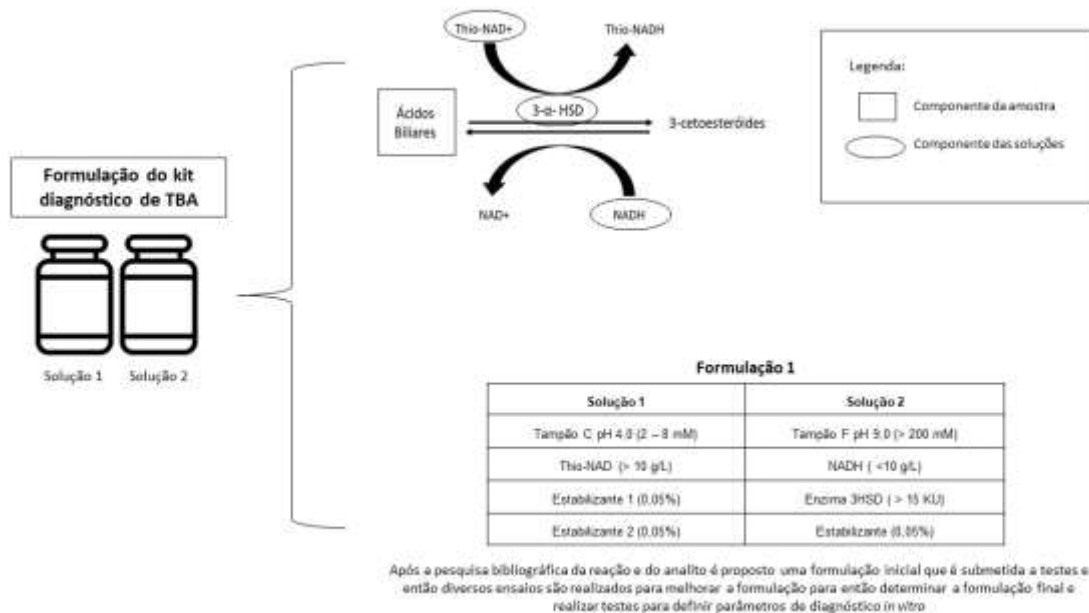 Formulação do kit
diagnóstico de TBA
Solução 1
Solução 2
Thio-NAD+
Thio-NADH
3-α- HSD
Ácidos
Biliares
3-cetoesteróides
NAD+
NADH
Legenda:
Componente da amostra
Componente das soluções
Formulação 1
Solução 1
Solução 2
Tampão C pH 4.0 (2 – 8 mM)
Tampão F pH 9.0 (> 200 mM)
Thio-NAD (> 10 g/L)
NADH ( <10 g/L)
Estabilizante 1 (0.05%)
Enzima 3HSD ( > 15 KU)
Estabilizante 2 (0.05%)
Estabilizante (0.05%)
Após a pesquisa bibliográfica da reação e do analito é proposto uma formulação inicial que é submetida a testes e
então diversos ensaios são realizados para melhorar a formulação para então determinar a formulação final e
realizar testes para definir parâmetros de diagnóstico in vitro